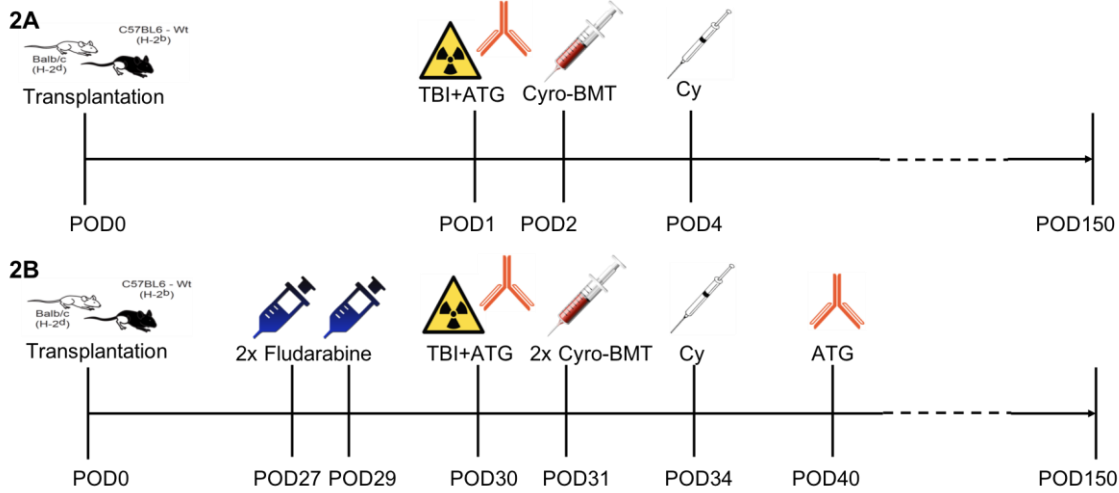 2A
C57BL6 - Wt
(H-2b)
Balb/c
(H-2d)
Transplantation
TBI+ATG
Cyro-BMT
Cy
POD0
POD1
POD2
POD4
POD150
2B
C57BL6 - Wt
(H-2b)
Balb/c
(H-2d)
Transplantation
2x Fludarabine
TBI+ATG
2x Cyro-BMT
Cy
ATG
POD0
POD27
POD29
POD30
POD31
POD34
POD40
POD150